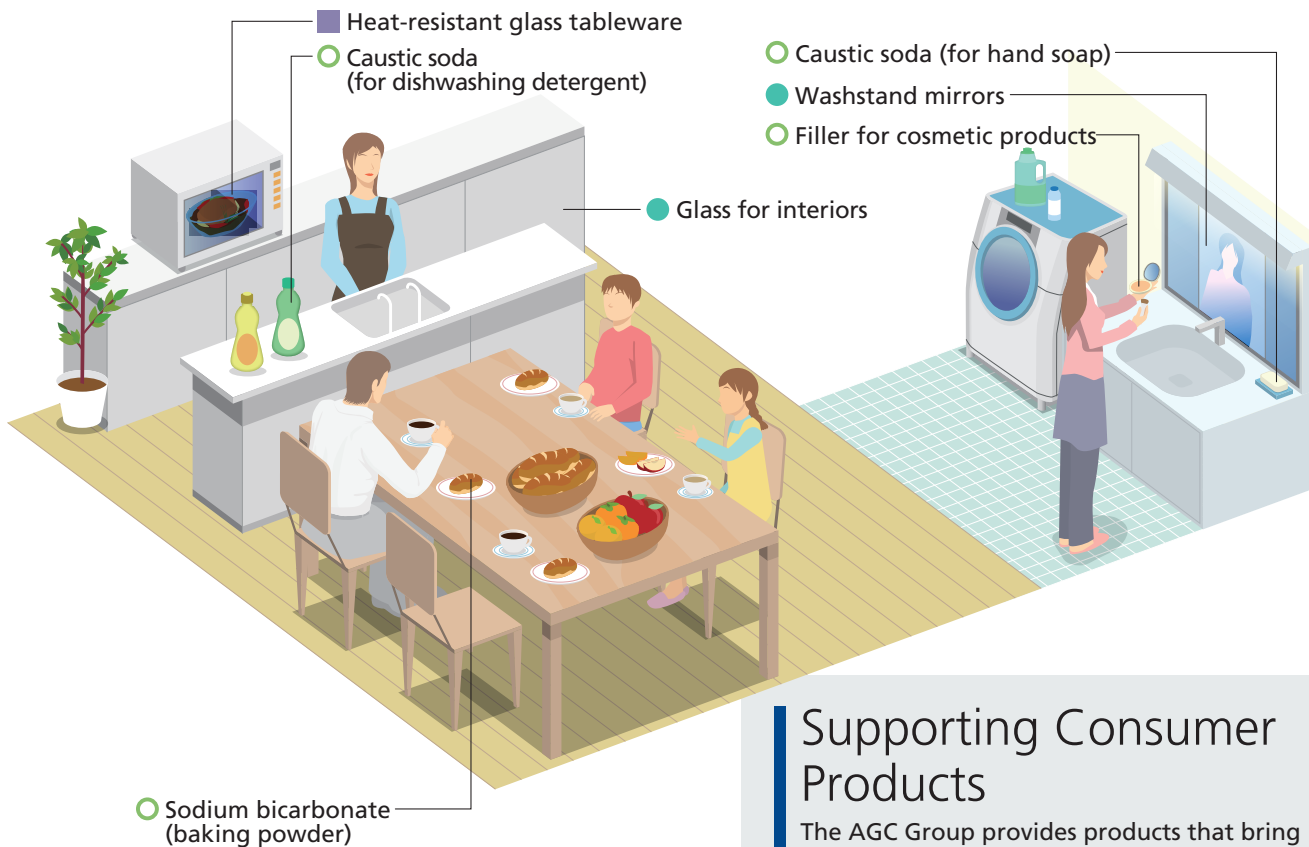 Heat-resistant glass tableware
Caustic soda
(for dishwashing detergent)
Caustic soda (for hand soap)
Washstand mirrors
Filler for cosmetic products
Glass for interiors
Sodium bicarbonate
(baking powder)
Supporting Consumer
Products
The AGC Group provides products that bring